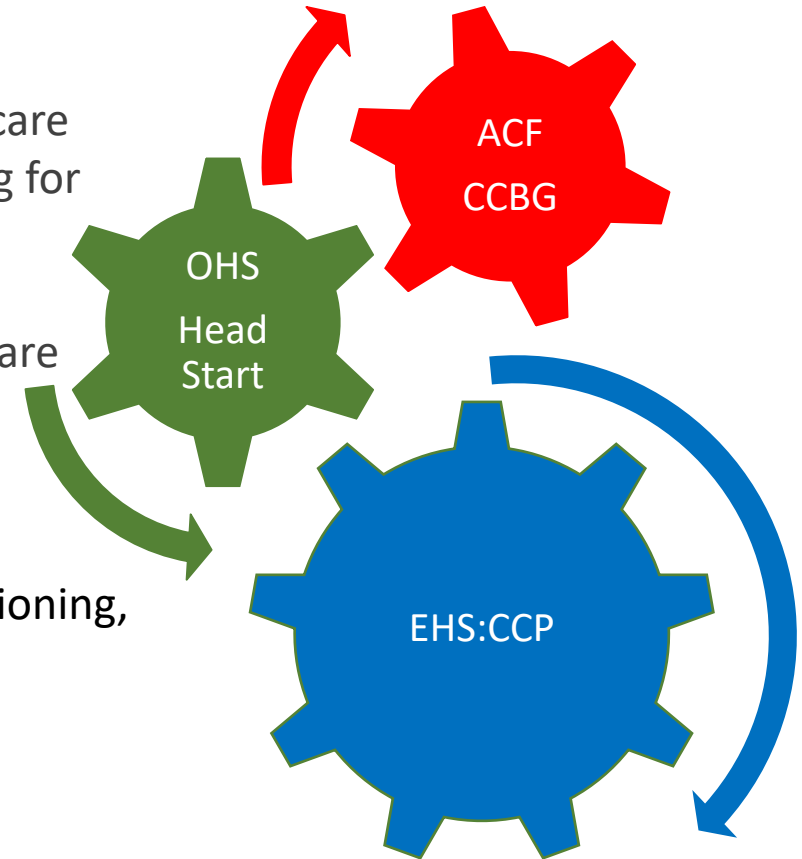 care
g for
are
ioning,
ACF
CCBG
OHS
Head
Start
EHS:CCP